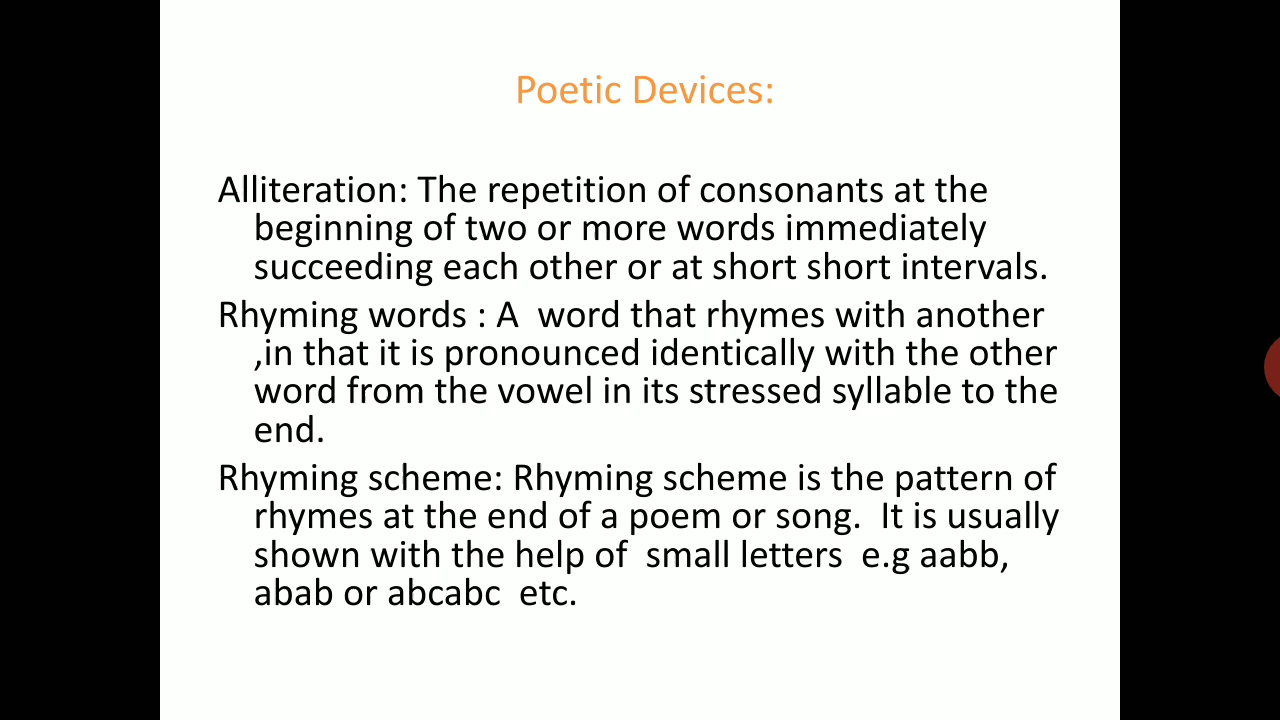 Poetic Devices:
Alliteration: The repetition of consonants at the
beginning of two or more words immediately
succeeding each other or at short short intervals.
Rhyming words : A  word that rhymes with another
,in that it is pronounced identically with the other
word from the vowel in its stressed syllable to the
end.
Rhyming scheme: Rhyming scheme is the pattern of
rhymes at the end of a poem or song.  It is usually
shown with the help of  small letters  e.g aabb,
abab or abcabc  etc.